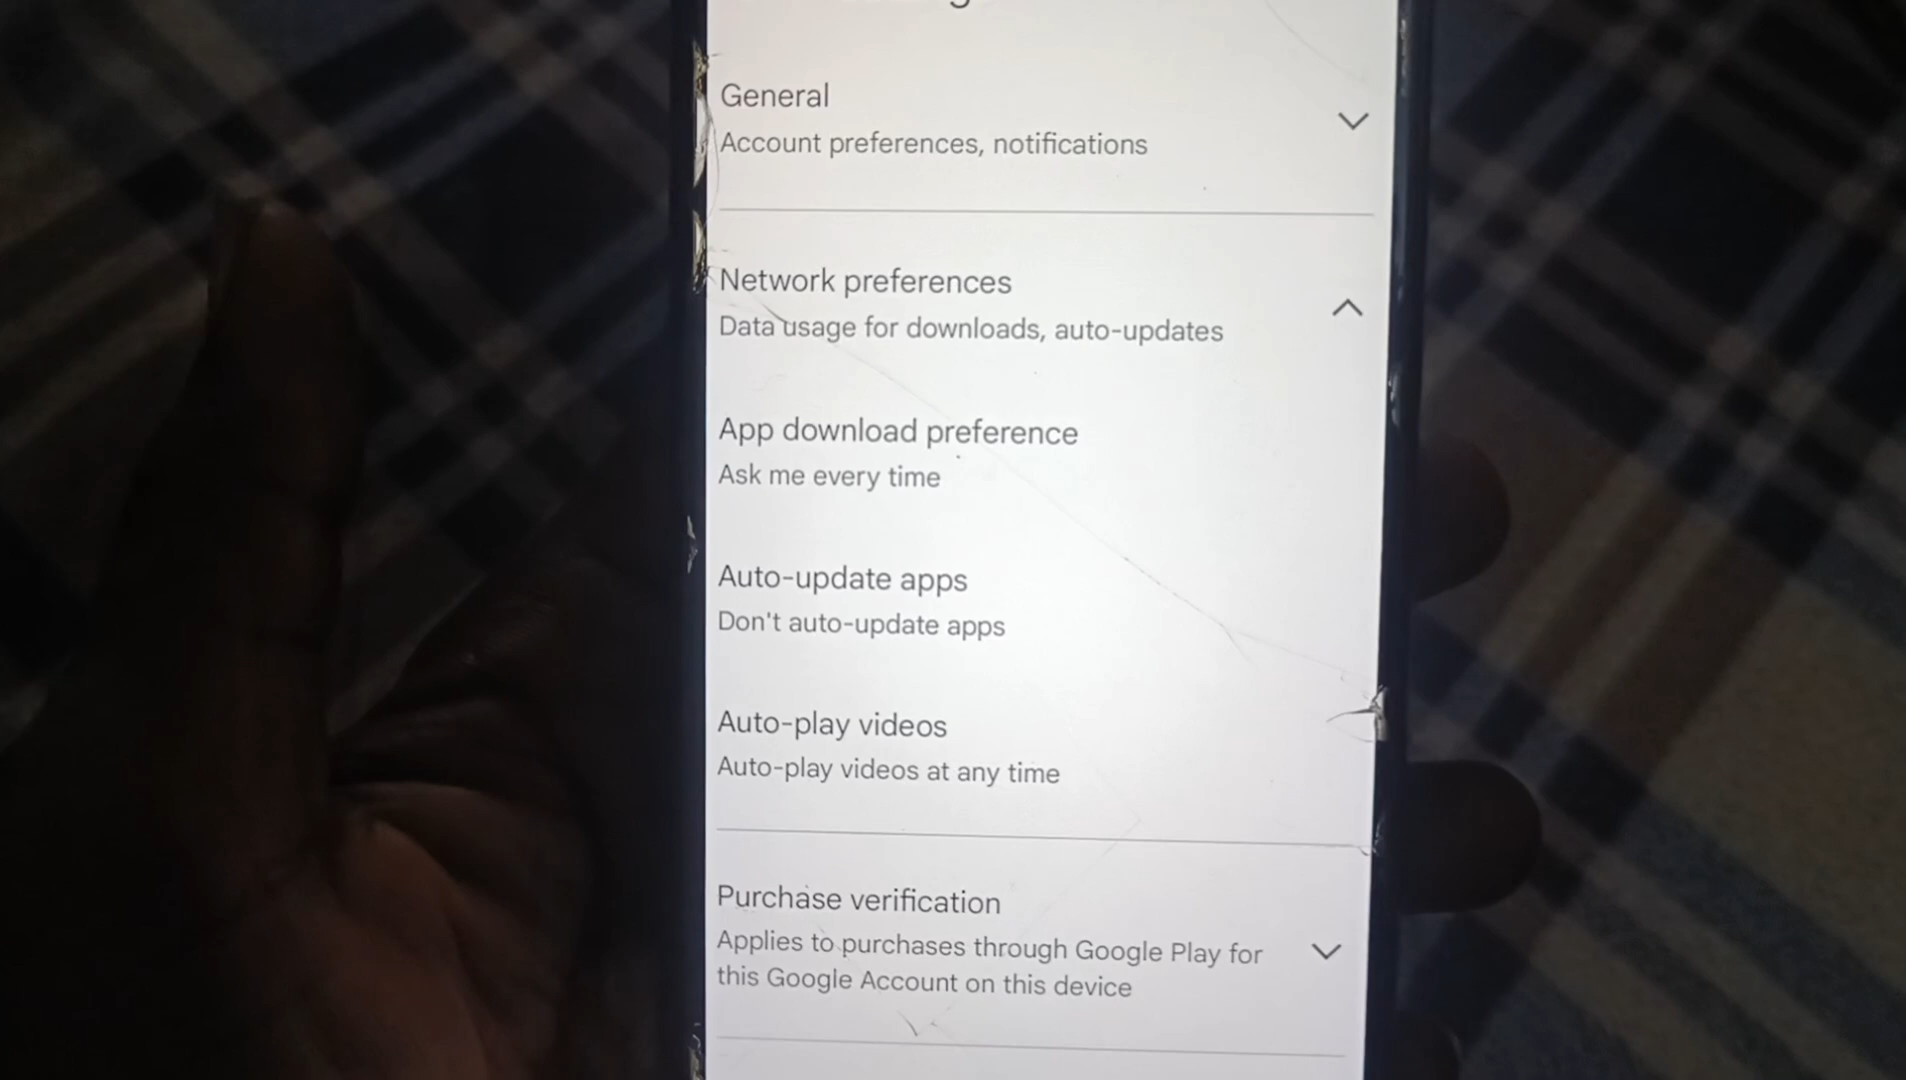 General
Account preferences, notifications
Network preferences
Data usage for downloads, auto-updates
App download preference
Ask me every time
Auto-update apps
Don't auto-update apps
Auto-play videos
Auto-play videos at any time
Purchase verification
Applies to purchases through Google Play for
this Google Account on this device